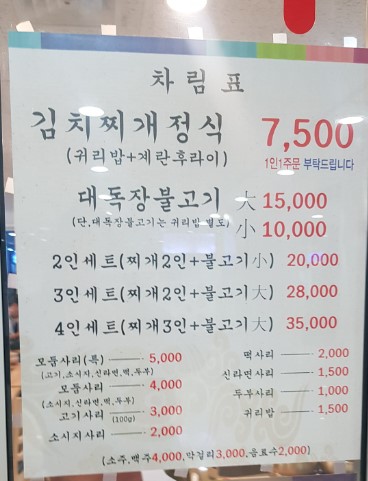 차림표
김치찌개정식 7,500
(귀리밥+계란후라이) 1인1주문 부탁드립니다
대독장불고기 大 15,000
(단,대독장불고기는 귀리밥 별도) 小 10,000
2인세트(찌개2인+불고기小) 20,000
3인세트(찌개2인+불고기大) 28,000
4인세트(찌개3인+불고기大) 35,000
모둠사리(특) 5,000
(고기,소시지,신라면,떡,두부)
모둠사리 4,000
(소시지,신라면,떡,두부)
고기사리 3,000
(100g)
소시지사리 2,000
떡사리 2,000
신라면사리 1,500
두부사리 1,000
귀리밥 1,500
(소주,맥주4,000,막걸리3,000,음료수2,000)